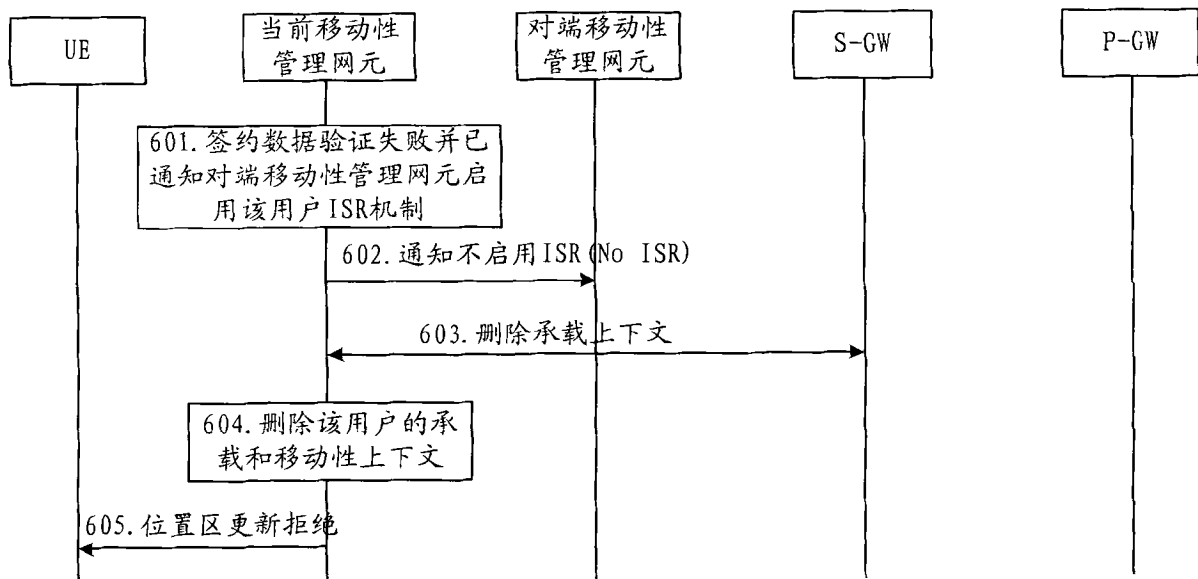 UE
当前移动性
管理网元
对端移动性
管理网元
S-GW
P-GW
601.签约数据验证失败并已
通知对端移动性管理网元启
用该用户ISR机制
602.通知不启用ISR(No ISR)
603.删除承载上下文
604.删除该用户的承
载和移动性上下文
605.位置区更新拒绝